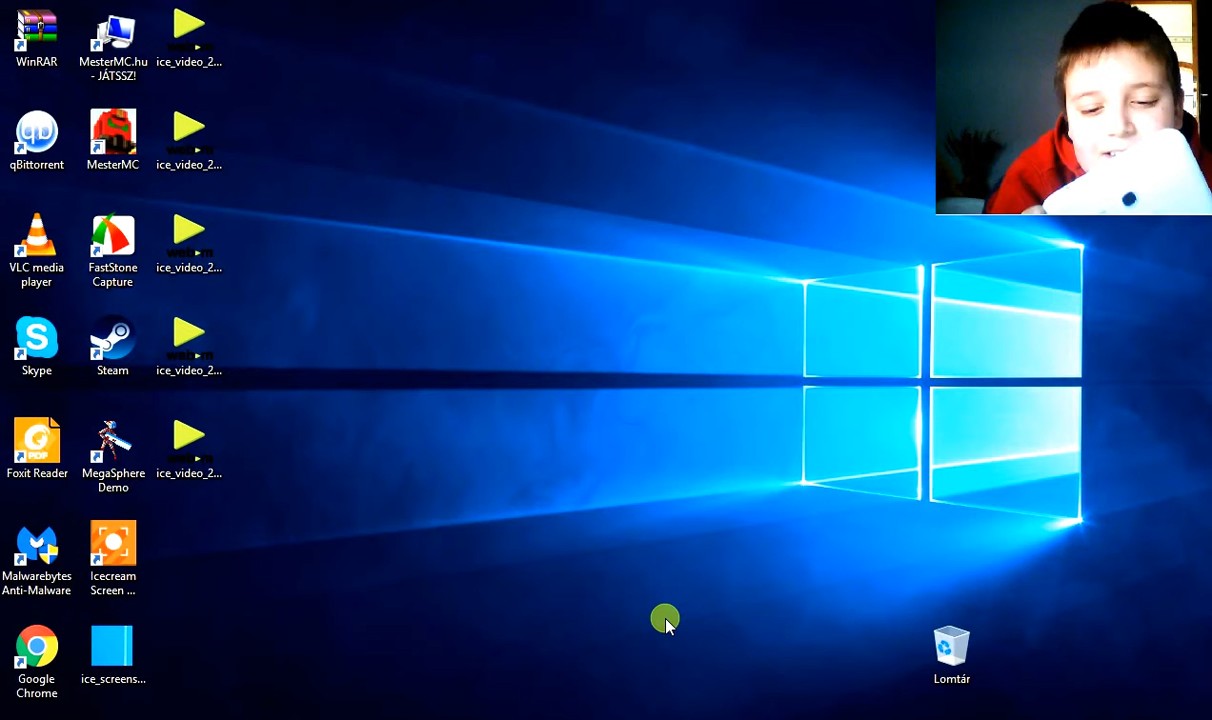 WinRAR
MesterMC.hu
- JÁTSSZ!
ice_video_2...
qBittorrent
MesterMC
ice_video_2...
VLC media
player
FastStone
Capture
ice_video_2...
Skype
Steam
ice_video_2...
PDF
Foxit Reader
MegaSphere
Demo
ice_video_2...
Malwarebytes
Anti-Malware
Icecream
Screen ...
Google
Chrome
ice_screens...
Lomtár